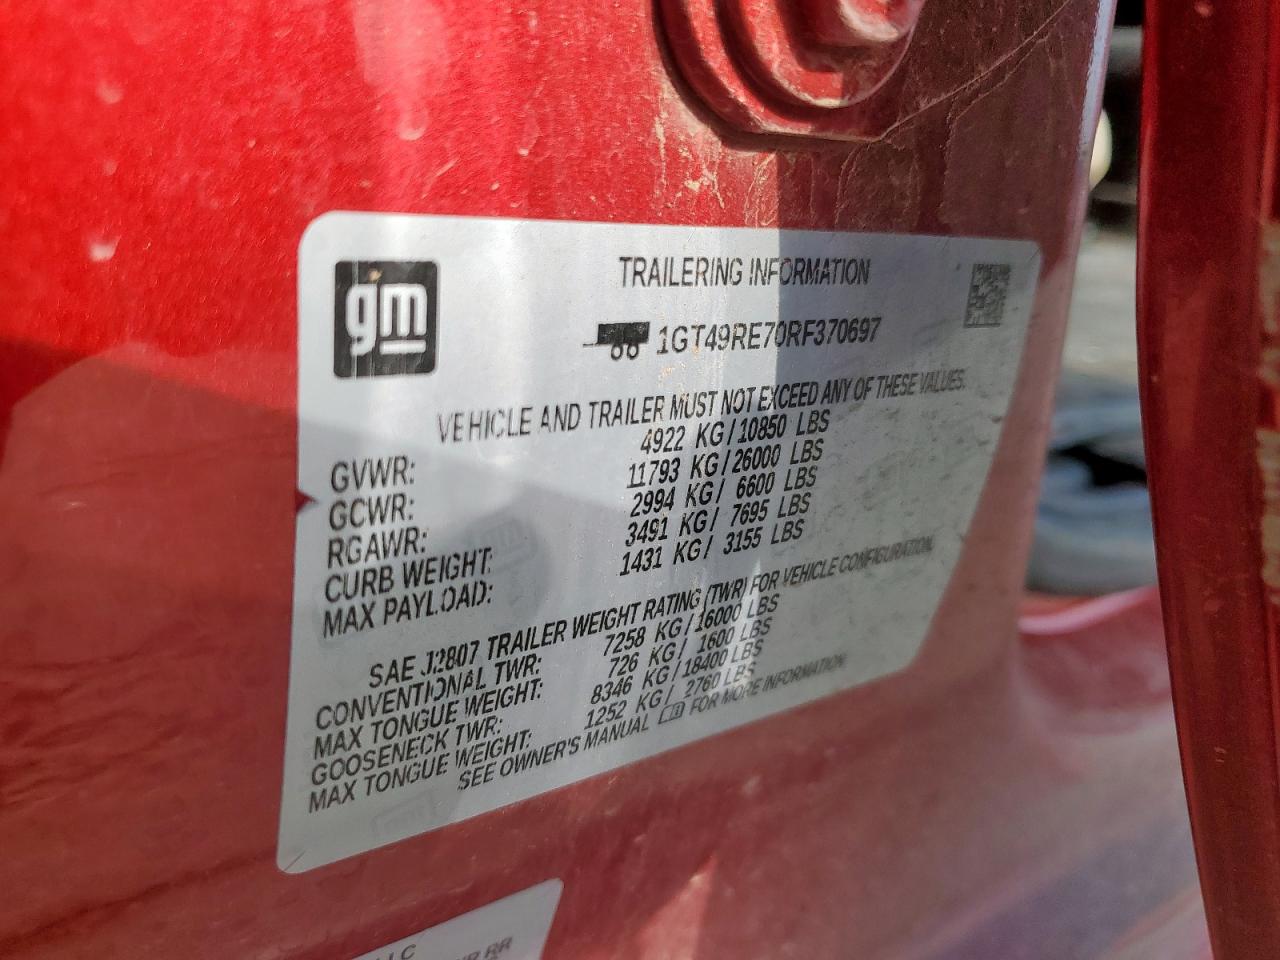 gm
TRAILERING INFORMATION
1GT49RE70RF370697
VEHICLE AND TRAILER MUST NOT EXCEED ANY OF THESE VALUES.
GVWR: 4922 KG/10850 LBS
GCWR: 11793 KG/26000 LBS
RGAWR: 2994 KG/ 6600 LBS
CURB WEIGHT: 3491 KG/ 7695 LBS
MAX PAYLOAD: 1431 KG/ 3155 LBS
SAE J2807 TRAILER WEIGHT RATING (TWR) FOR VEHICLE CONFIGURATION.
CONVENTIONAL TWR: 7258 KG/16000 LBS
MAX TONGUE WEIGHT: 726 KG/ 1600 LBS
GOOSENECK TWR: 8346 KG/18400 LBS
MAX TONGUE WEIGHT: 1252 KG/ 2760 LBS
SEE OWNER'S MANUAL FOR MORE INFORMATION
RR